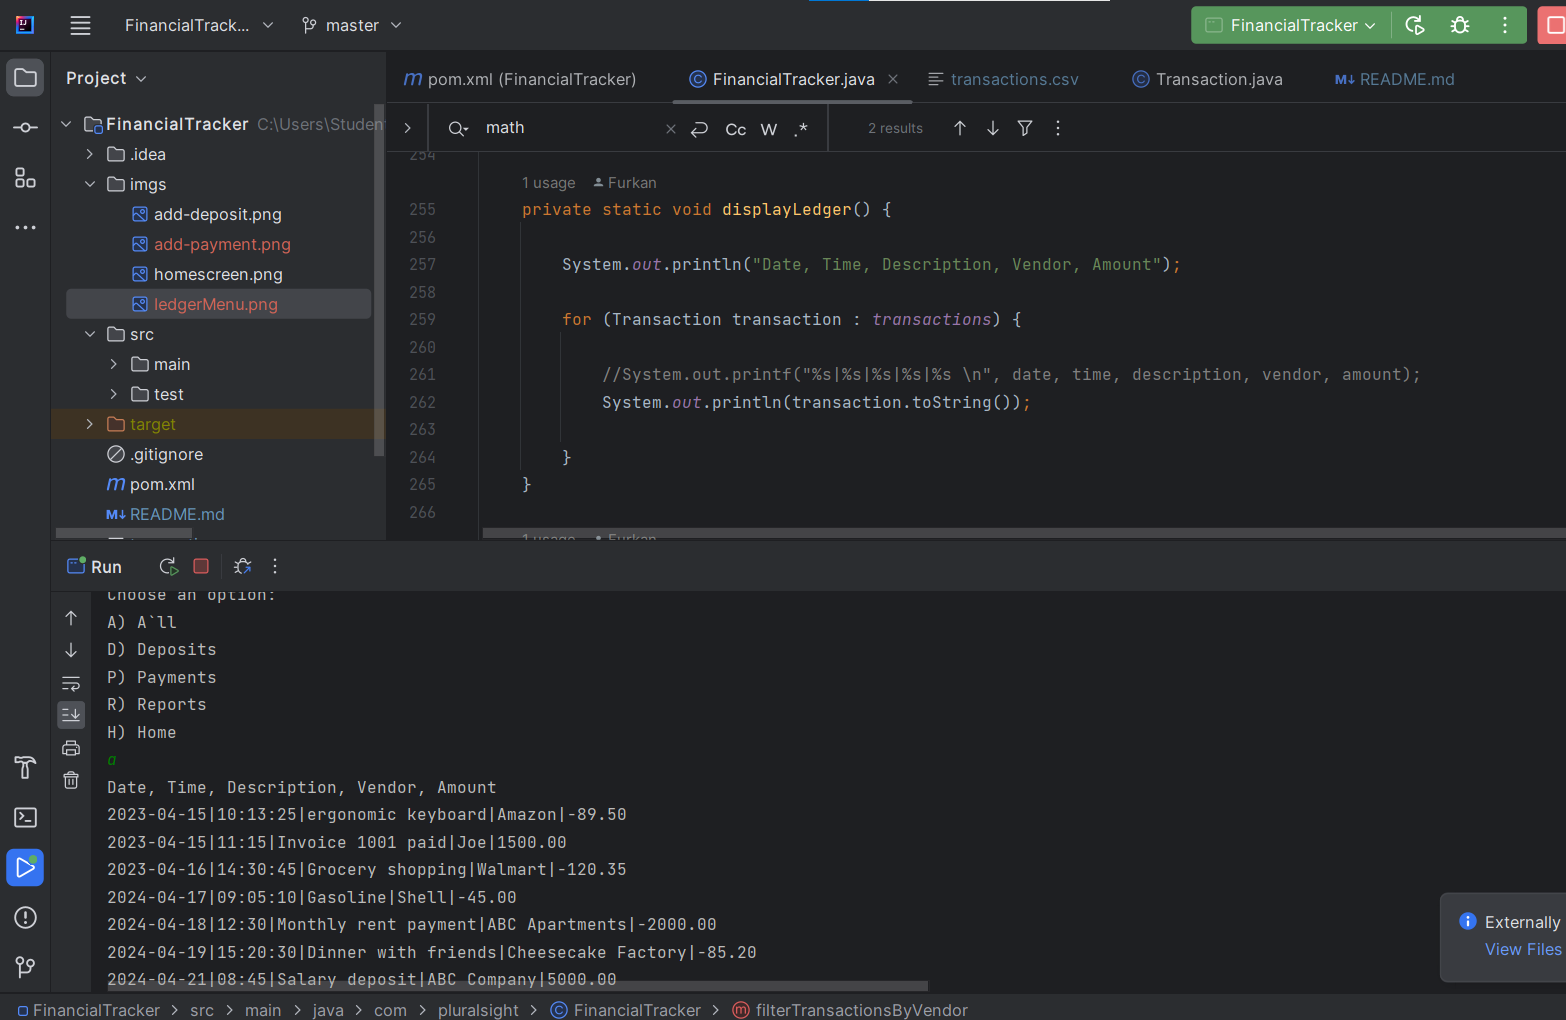 FinancialTrack...
master
FinancialTracker
Project
pom.xml (FinancialTracker)
FinancialTracker.java
transactions.csv
Transaction.java
README.md
math
Cc W .*
2 results
FinancialTracker C:\Users\Studen
.idea
imgs
add-deposit.png
add-payment.png
homescreen.png
ledgerMenu.png
src
main
test
target
.gitignore
pom.xml
README.md
254
1 usage Furkan
255 private static void displayLedger() {
256
257 System.out.println("Date, Time, Description, Vendor, Amount");
258
259 for (Transaction transaction : transactions) {
260
261 //System.out.printf("%s|%s|%s|%s|%s \n", date, time, description, vendor, amount);
262 System.out.println(transaction.toString());
263
264 }
265 }
266
1 usage Furkan
Run
Choose an option:
A) A`ll
D) Deposits
P) Payments
R) Reports
H) Home
a
Date, Time, Description, Vendor, Amount
2023-04-15|10:13:25|ergonomic keyboard|Amazon|-89.50
2023-04-15|11:15|Invoice 1001 paid|Joe|1500.00
2023-04-16|14:30:45|Grocery shopping|Walmart|-120.35
2024-04-17|09:05:10|Gasoline|Shell|-45.00
2024-04-18|12:30|Monthly rent payment|ABC Apartments|-2000.00
2024-04-19|15:20:30|Dinner with friends|Cheesecake Factory|-85.20
2024-04-21|08:45|Salary deposit|ABC Company|5000.00
Externally
View Files
FinancialTracker > src > main > java > com > pluralsight > FinancialTracker > filterTransactionsByVendor